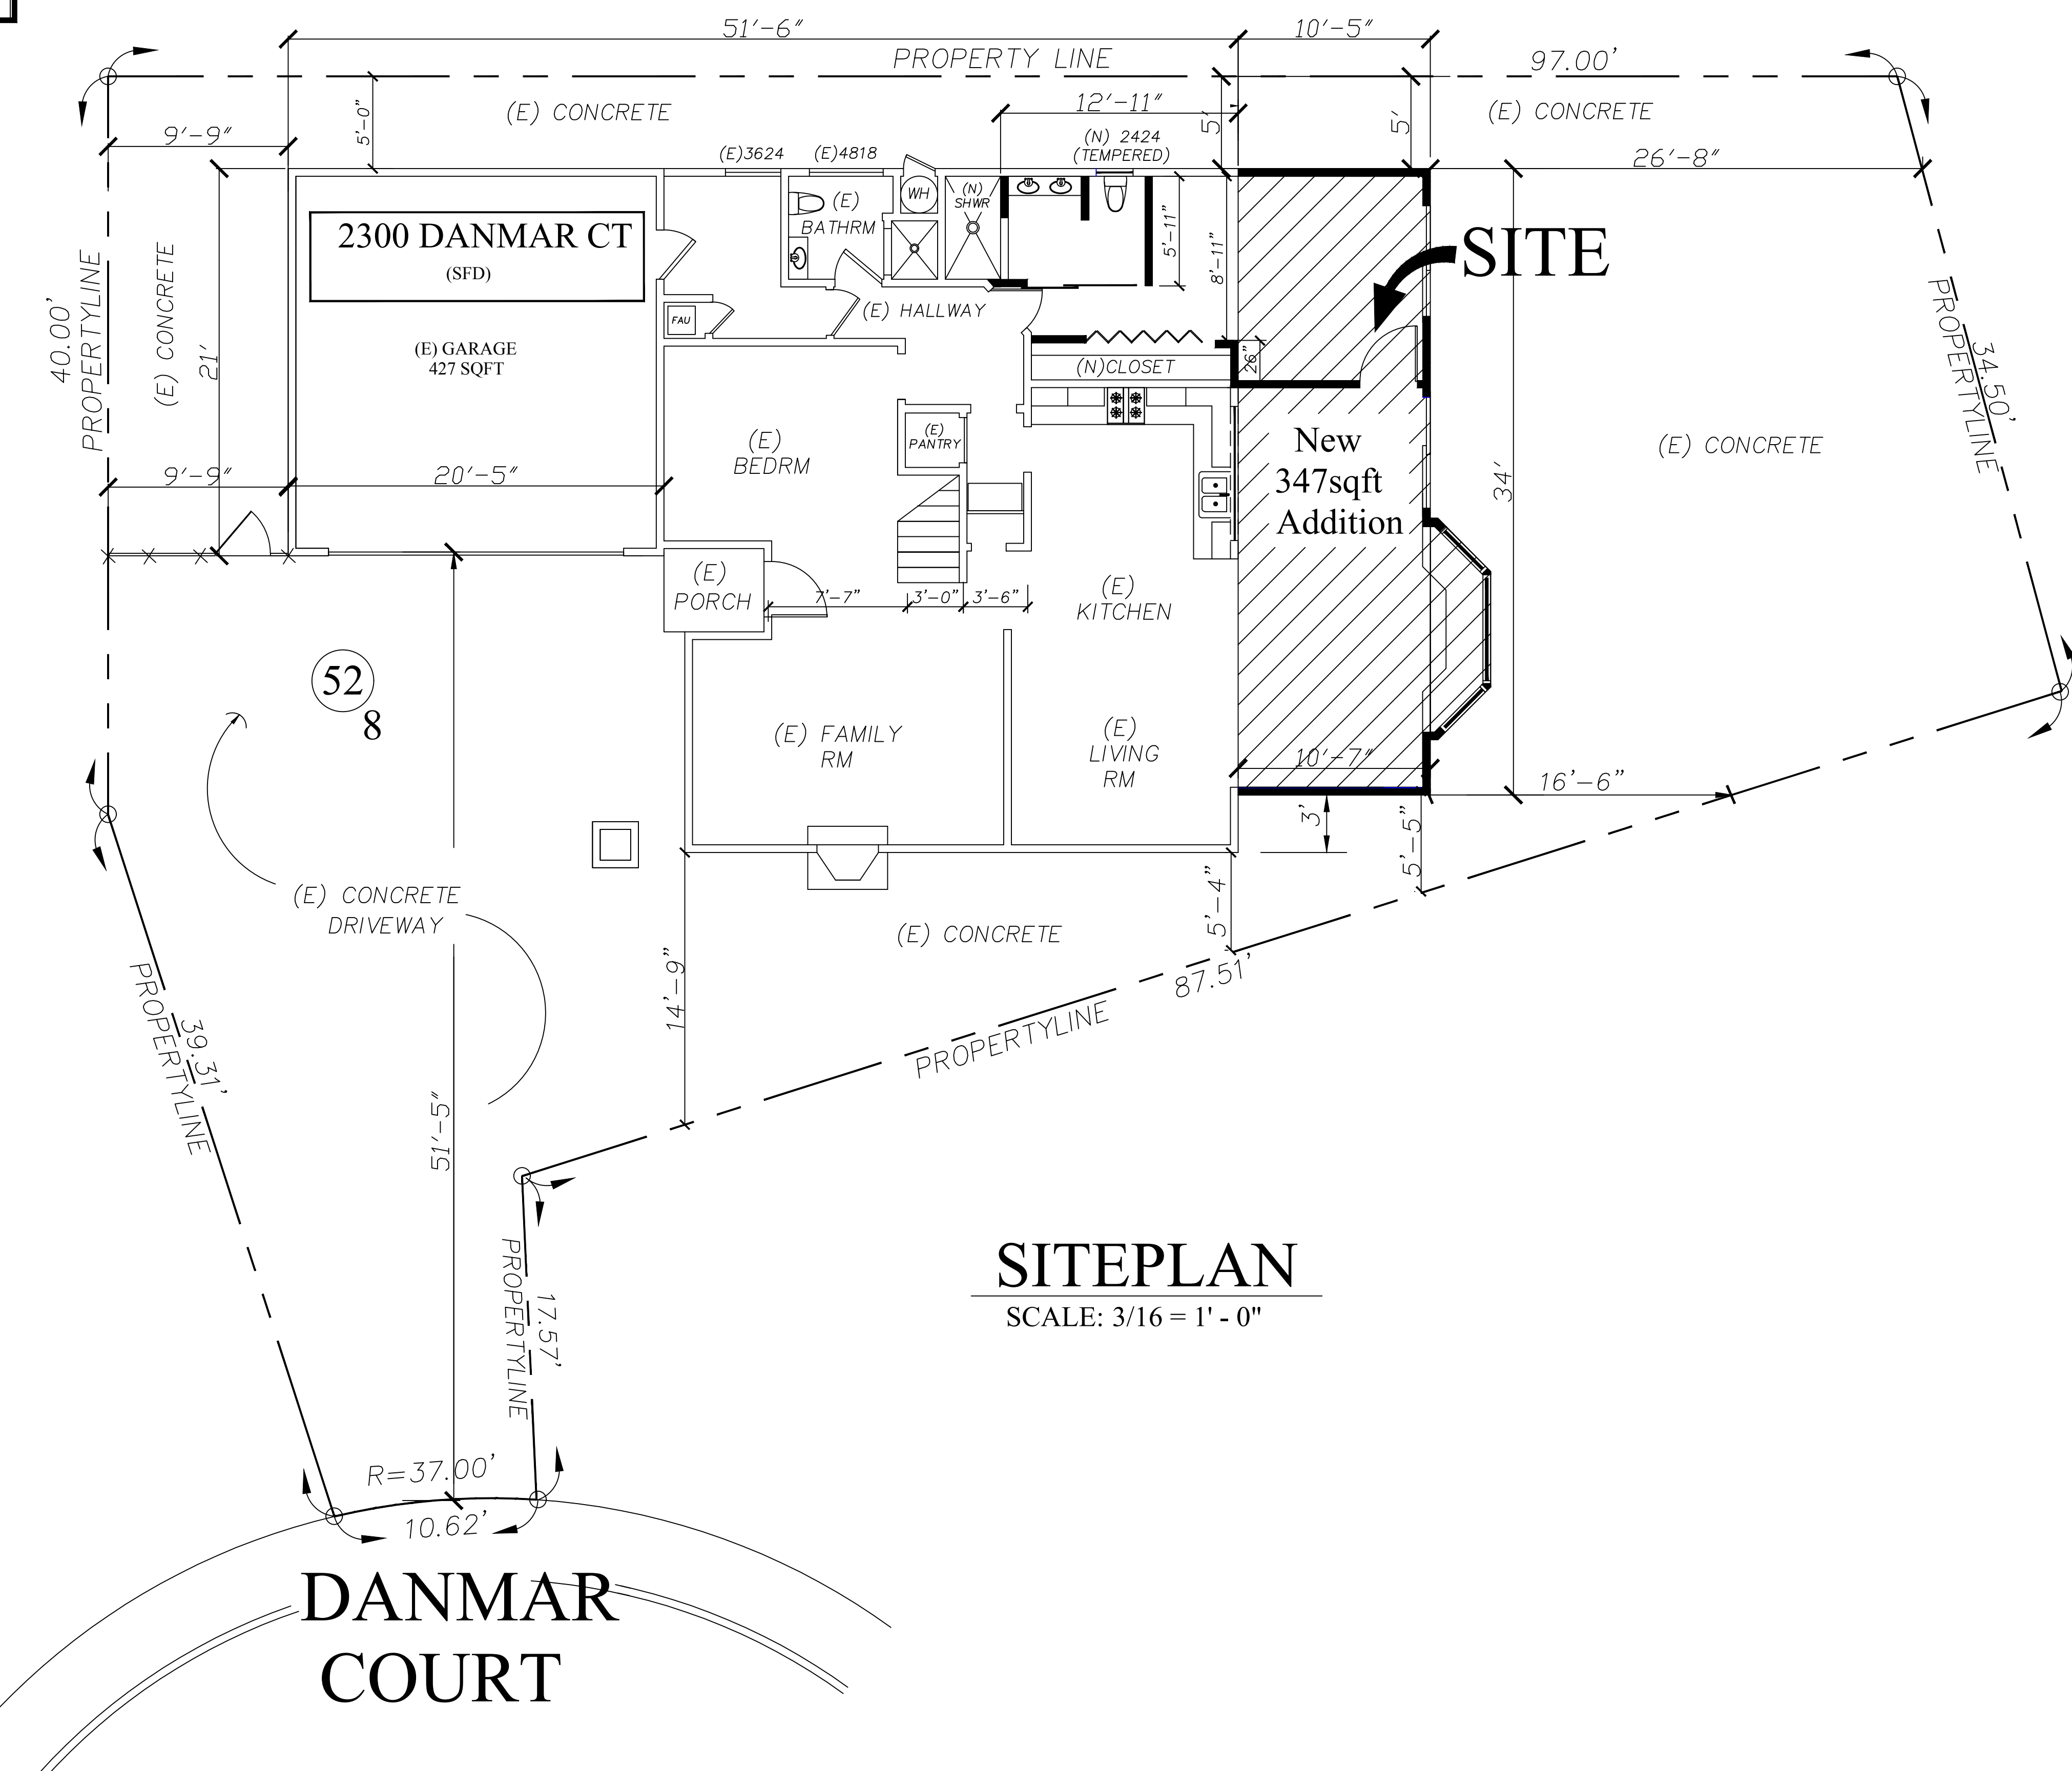 51'-6"
10'-5"
PROPERTY LINE
97.00'
(E) CONCRETE
12'-11"
(E) CONCRETE
5'-0"
5'
5'
9'-9"
(E)3624
(E)4818
(N) 2424
(TEMPERED)
26'-8"
2300 DANMAR CT
(SFD)
(E)
BATHRM
WH
(N)
SHWR
5'-11"
8'-11"
SITE
40.00'
PROPERTYLINE
(E) CONCRETE
21'
FAU
(E) HALLWAY
26"
(N)CLOSET
PROPERTYLINE
34.50'
(E) GARAGE
427 SQFT
(E)
BEDRM
(E)
PANTRY
New
347sqft
Addition
34'
(E) CONCRETE
9'-9"
20'-5"
(E)
PORCH
7'-7"
3'-0"
3'-6"
(E)
KITCHEN
52
8
(E) FAMILY
RM
(E)
LIVING
RM
10'-7"
16'-6"
3'
5'-5"
(E) CONCRETE
DRIVEWAY
(E) CONCRETE
5'-4"
14'-9"
87.51'
PROPERTYLINE
39.31'
PROPERTYLINE
51'-5"
PROPERTYLINE
17.57'
SITEPLAN
SCALE: 3/16 = 1' - 0"
R=37.00'
10.62'
DANMAR
COURT